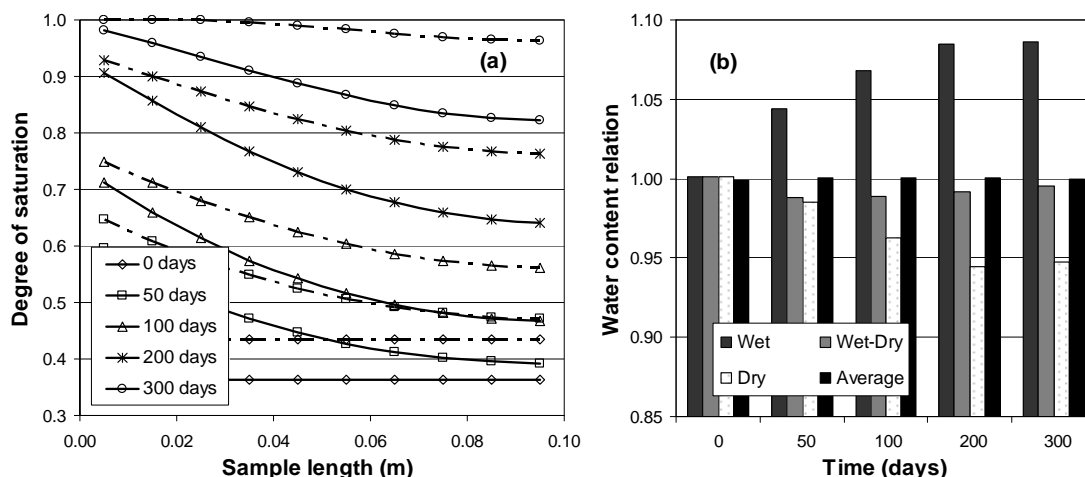 1.0
0.9
0.8
0.7
0.6
0.5
0.4
0.3
Degree of saturation
(a)
0 days
50 days
100 days
200 days
300 days
0.00 0.02 0.04 0.06 0.08 0.10
Sample length (m)
1.10
1.05
1.00
0.95
0.90
0.85
Water content relation
(b)
Wet Wet-Dry
Dry Average
0 50 100 200 300
Time (days)